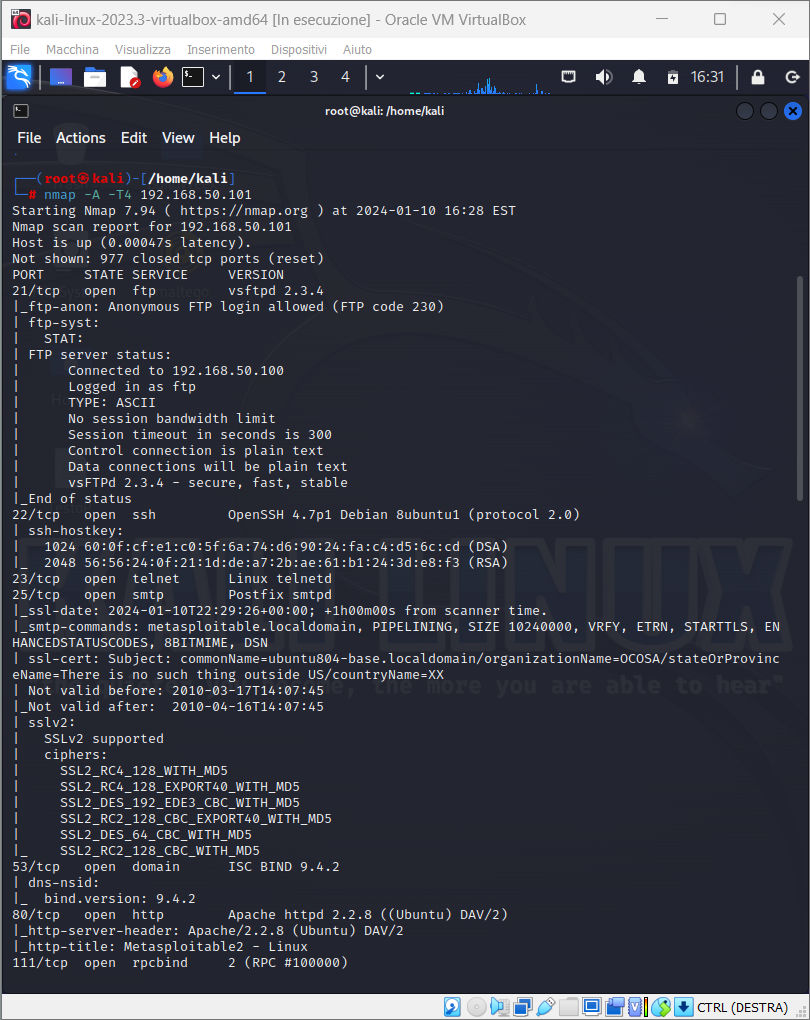 kali-linux-2023.3-virtualbox-amd64 [In esecuzione] - Oracle VM VirtualBox
File Macchina Visualizza Inserimento Dispositivi Aiuto
1 2 3 4 16:31
root@kali: /home/kali
File Actions Edit View Help
┌──(root㉿kali)-[/home/kali]
└─# nmap -A -T4 192.168.50.101
Starting Nmap 7.94 ( https://nmap.org ) at 2024-01-10 16:28 EST
Nmap scan report for 192.168.50.101
Host is up (0.00047s latency).
Not shown: 977 closed tcp ports (reset)
PORT     STATE SERVICE     VERSION
21/tcp   open  ftp         vsftpd 2.3.4
|_ftp-anon: Anonymous FTP login allowed (FTP code 230)
| ftp-syst:
|   STAT:
| FTP server status:
|      Connected to 192.168.50.100
|      Logged in as ftp
|      TYPE: ASCII
|      No session bandwidth limit
|      Session timeout in seconds is 300
|      Control connection is plain text
|      Data connections will be plain text
|      vsFTPd 2.3.4 - secure, fast, stable
|_End of status
22/tcp   open  ssh         OpenSSH 4.7p1 Debian 8ubuntu1 (protocol 2.0)
| ssh-hostkey:
|   1024 60:0f:cf:e1:c0:5f:6a:74:d6:90:24:fa:c4:d5:6c:cd (DSA)
|_  2048 56:56:24:0f:21:1d:de:a7:2b:ae:61:b1:24:3d:e8:f3 (RSA)
23/tcp   open  telnet      Linux telnetd
25/tcp   open  smtp        Postfix smtpd
|_ssl-date: 2024-01-10T22:29:26+00:00; +1h00m00s from scanner time.
|_smtp-commands: metasploitable.localdomain, PIPELINING, SIZE 10240000, VRFY, ETRN, STARTTLS, EN
HANCEDSTATUSCODES, 8BITMIME, DSN
| ssl-cert: Subject: commonName=ubuntu804-base.localdomain/organizationName=OCOSA/stateOrProvinc
eName=There is no such thing outside US/countryName=XX
| Not valid before: 2010-03-17T14:07:45
|_Not valid after:  2010-04-16T14:07:45
| sslv2:
|   SSLv2 supported
|   ciphers:
|     SSL2_RC4_128_WITH_MD5
|     SSL2_RC4_128_EXPORT40_WITH_MD5
|     SSL2_DES_192_EDE3_CBC_WITH_MD5
|     SSL2_RC2_128_CBC_EXPORT40_WITH_MD5
|     SSL2_DES_64_CBC_WITH_MD5
|_    SSL2_RC2_128_CBC_WITH_MD5
53/tcp   open  domain      ISC BIND 9.4.2
| dns-nsid:
|_  bind.version: 9.4.2
80/tcp   open  http        Apache httpd 2.2.8 ((Ubuntu) DAV/2)
|_http-server-header: Apache/2.2.8 (Ubuntu) DAV/2
|_http-title: Metasploitable2 - Linux
111/tcp  open  rpcbind     2 (RPC #100000)
KALI LINUX
the more you are able to hear"
CTRL (DESTRA)